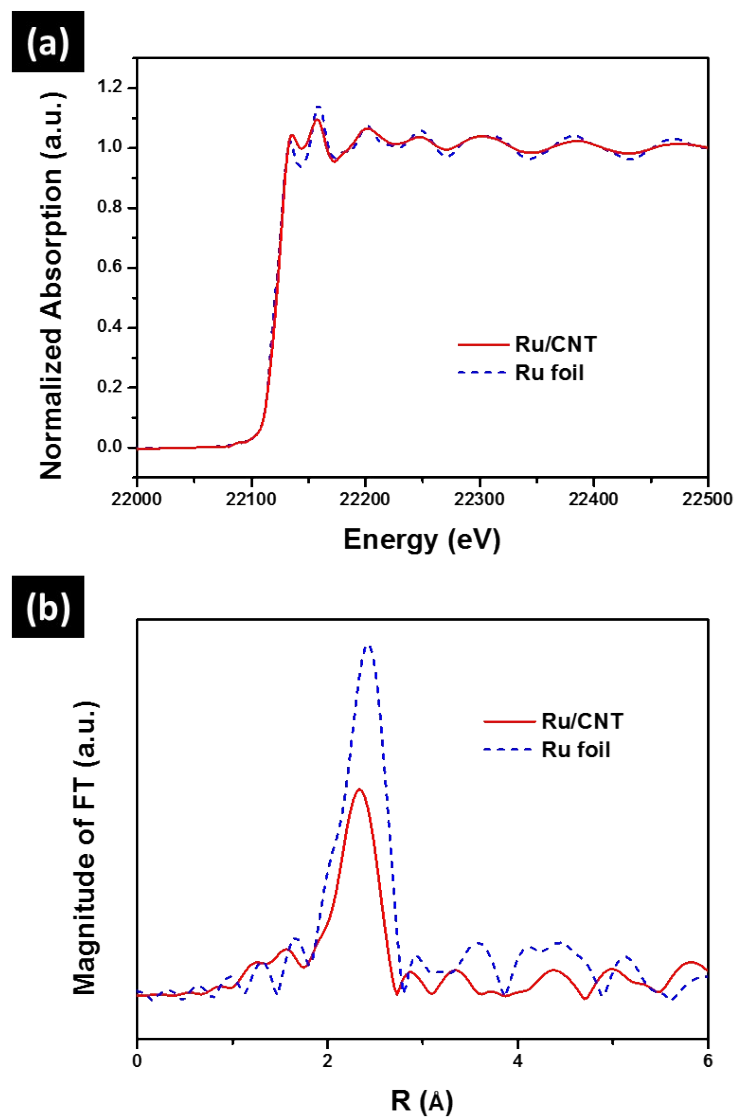 (a)
Normalized Absorption (a.u.)
1.2
1.0
0.8
0.6
0.4
0.2
0.0
Ru/CNT
Ru foil
22000 22100 22200 22300 22400 22500
Energy (eV)
(b)
Magnitude of FT (a.u.)
Ru/CNT
Ru foil
0 2 4 6
R (Å)